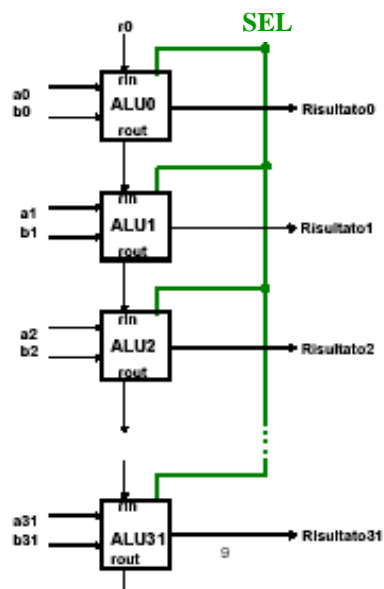 SEL
r0
rin
a0
b0
ALU0
Risultato0
rout
rin
a1
b1
ALU1
Risultato1
rout
rin
a2
b2
ALU2
Risultato2
rout
rin
a31
b31
ALU31
Risultato31
9
rout